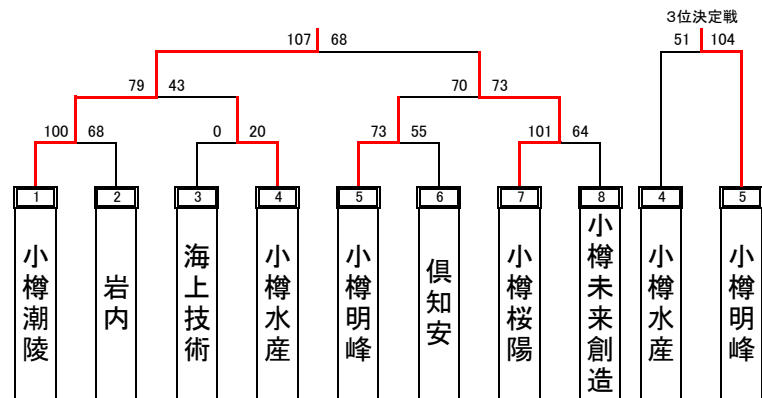 3位決定戦
107 68
51 104
79 43
70 73
100 68
0 20
73 55
101 64
1 2 3 4 5 6 7 8 4 5
小樽潮陵
岩内
海上技術
小樽水産
小樽明峰
倶知安
小樽桜陽
小樽未来創造
小樽水産
小樽明峰